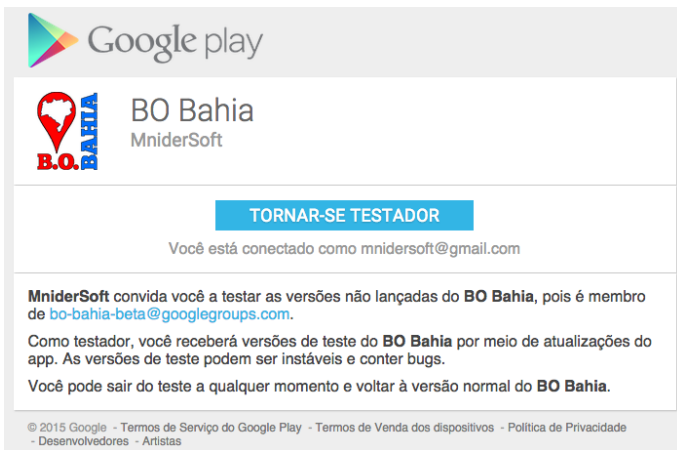 Google play
BO Bahia
MniderSoft
B.O.
BAHIA
TORNAR-SE TESTADOR
Você está conectado como mnidersoft@gmail.com
MniderSoft convida você a testar as versões não lançadas do BO Bahia, pois é membro
de bo-bahia-beta@googlegroups.com.
Como testador, você receberá versões de teste do BO Bahia por meio de atualizações do
app. As versões de teste podem ser instáveis e conter bugs.
Você pode sair do teste a qualquer momento e voltar à versão normal do BO Bahia.
© 2015 Google - Termos de Serviço do Google Play - Termos de Venda dos dispositivos - Política de Privacidade
- Desenvolvedores - Artistas